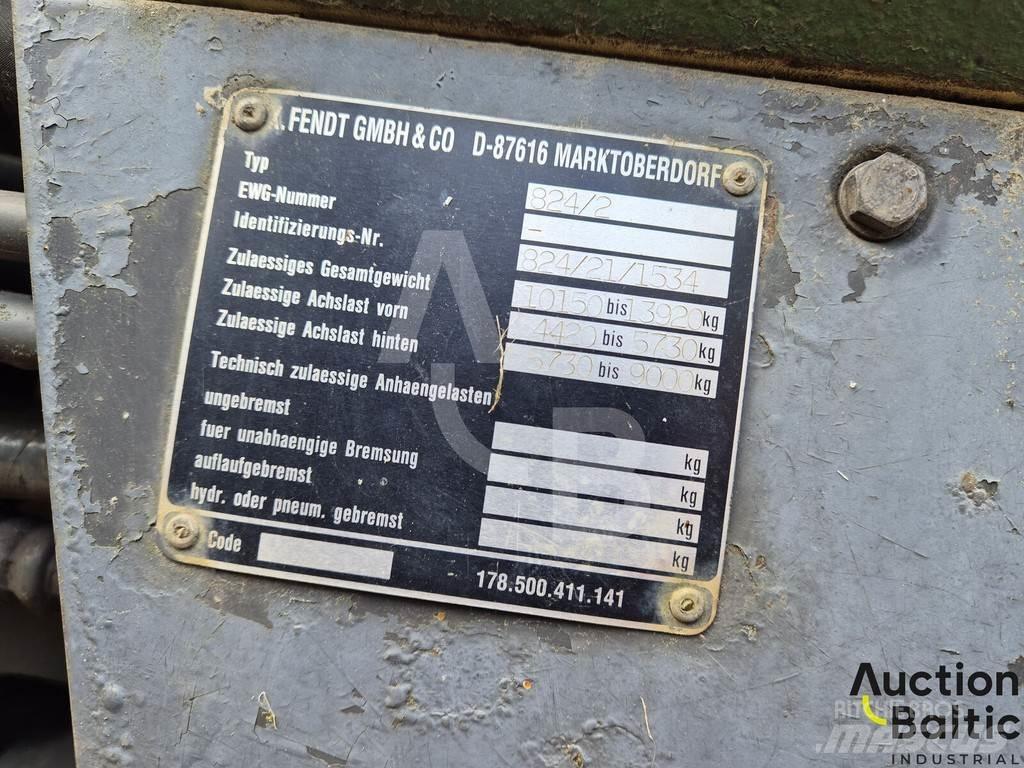 . FENDT GMBH & CO D-87616 MARKTOBERDORF
Typ 824/2
EWG-Nummer -
Identifizierungs-Nr. 824/21/1534
Zulaessiges Gesamtgewicht 10150 bis 13920 kg
Zulaessige Achslast vorn 4420 bis 5730 kg
Zulaessige Achslast hinten 5730 bis 9000 kg
Technisch zulaessige Anhaengelasten
ungebremst kg
fuer unabhaengige Bremsung kg
auflaufgebremst kg
hydr. oder pneum. gebremst kg
Code 178.500.411.141
AB
Auction
Baltic
INDUSTRIAL